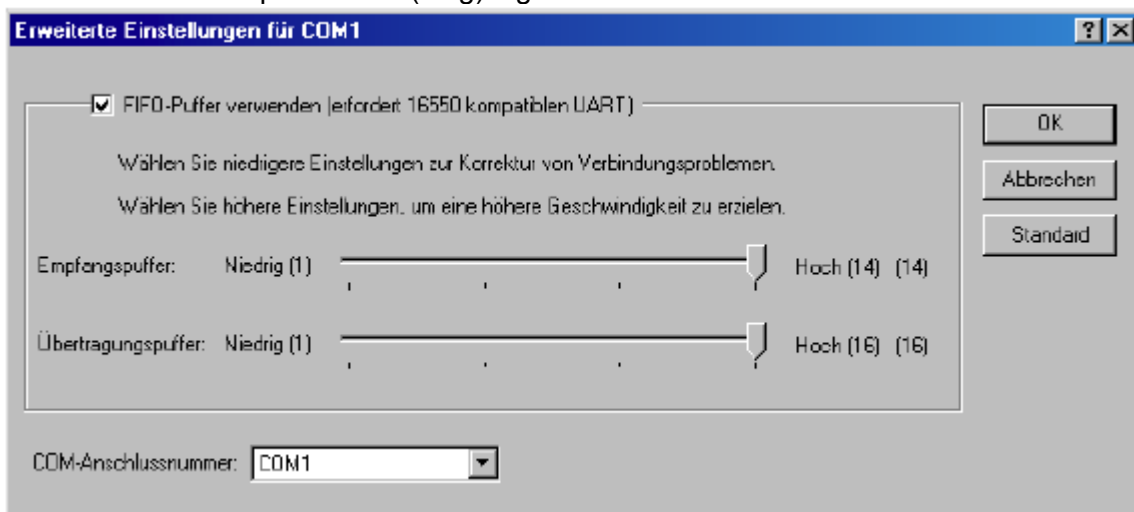 Erweiterte Einstellungen für COM1
FIFO-Puffer verwenden (erfordert 16550 kompatiblen UART)
OK
Wählen Sie niedrigere Einstellungen zur Korrektur von Verbindungsproblemen.
Abbrechen
Wählen Sie höhere Einstellungen, um eine höhere Geschwindigkeit zu erzielen.
Standard
Empfangspuffer: Niedrig (1) Hoch (14) (14)
Übertragungspuffer: Niedrig (1) Hoch (16) (16)
COM-Anschlussnummer: COM1